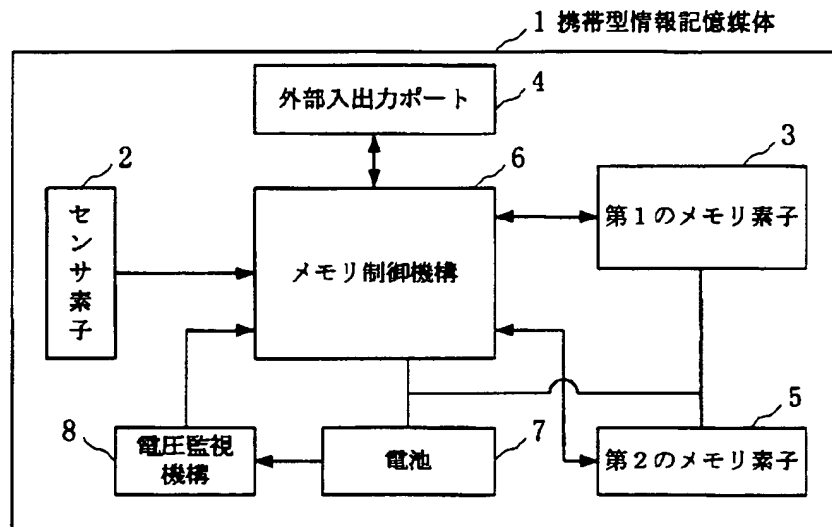 1 携帯型情報記憶媒体
外部入出力ポート
4
2
6
3
センサ素子
メモリ制御機構
第1のメモリ素子
8
電圧監視
機構
電池
7
5
第2のメモリ素子